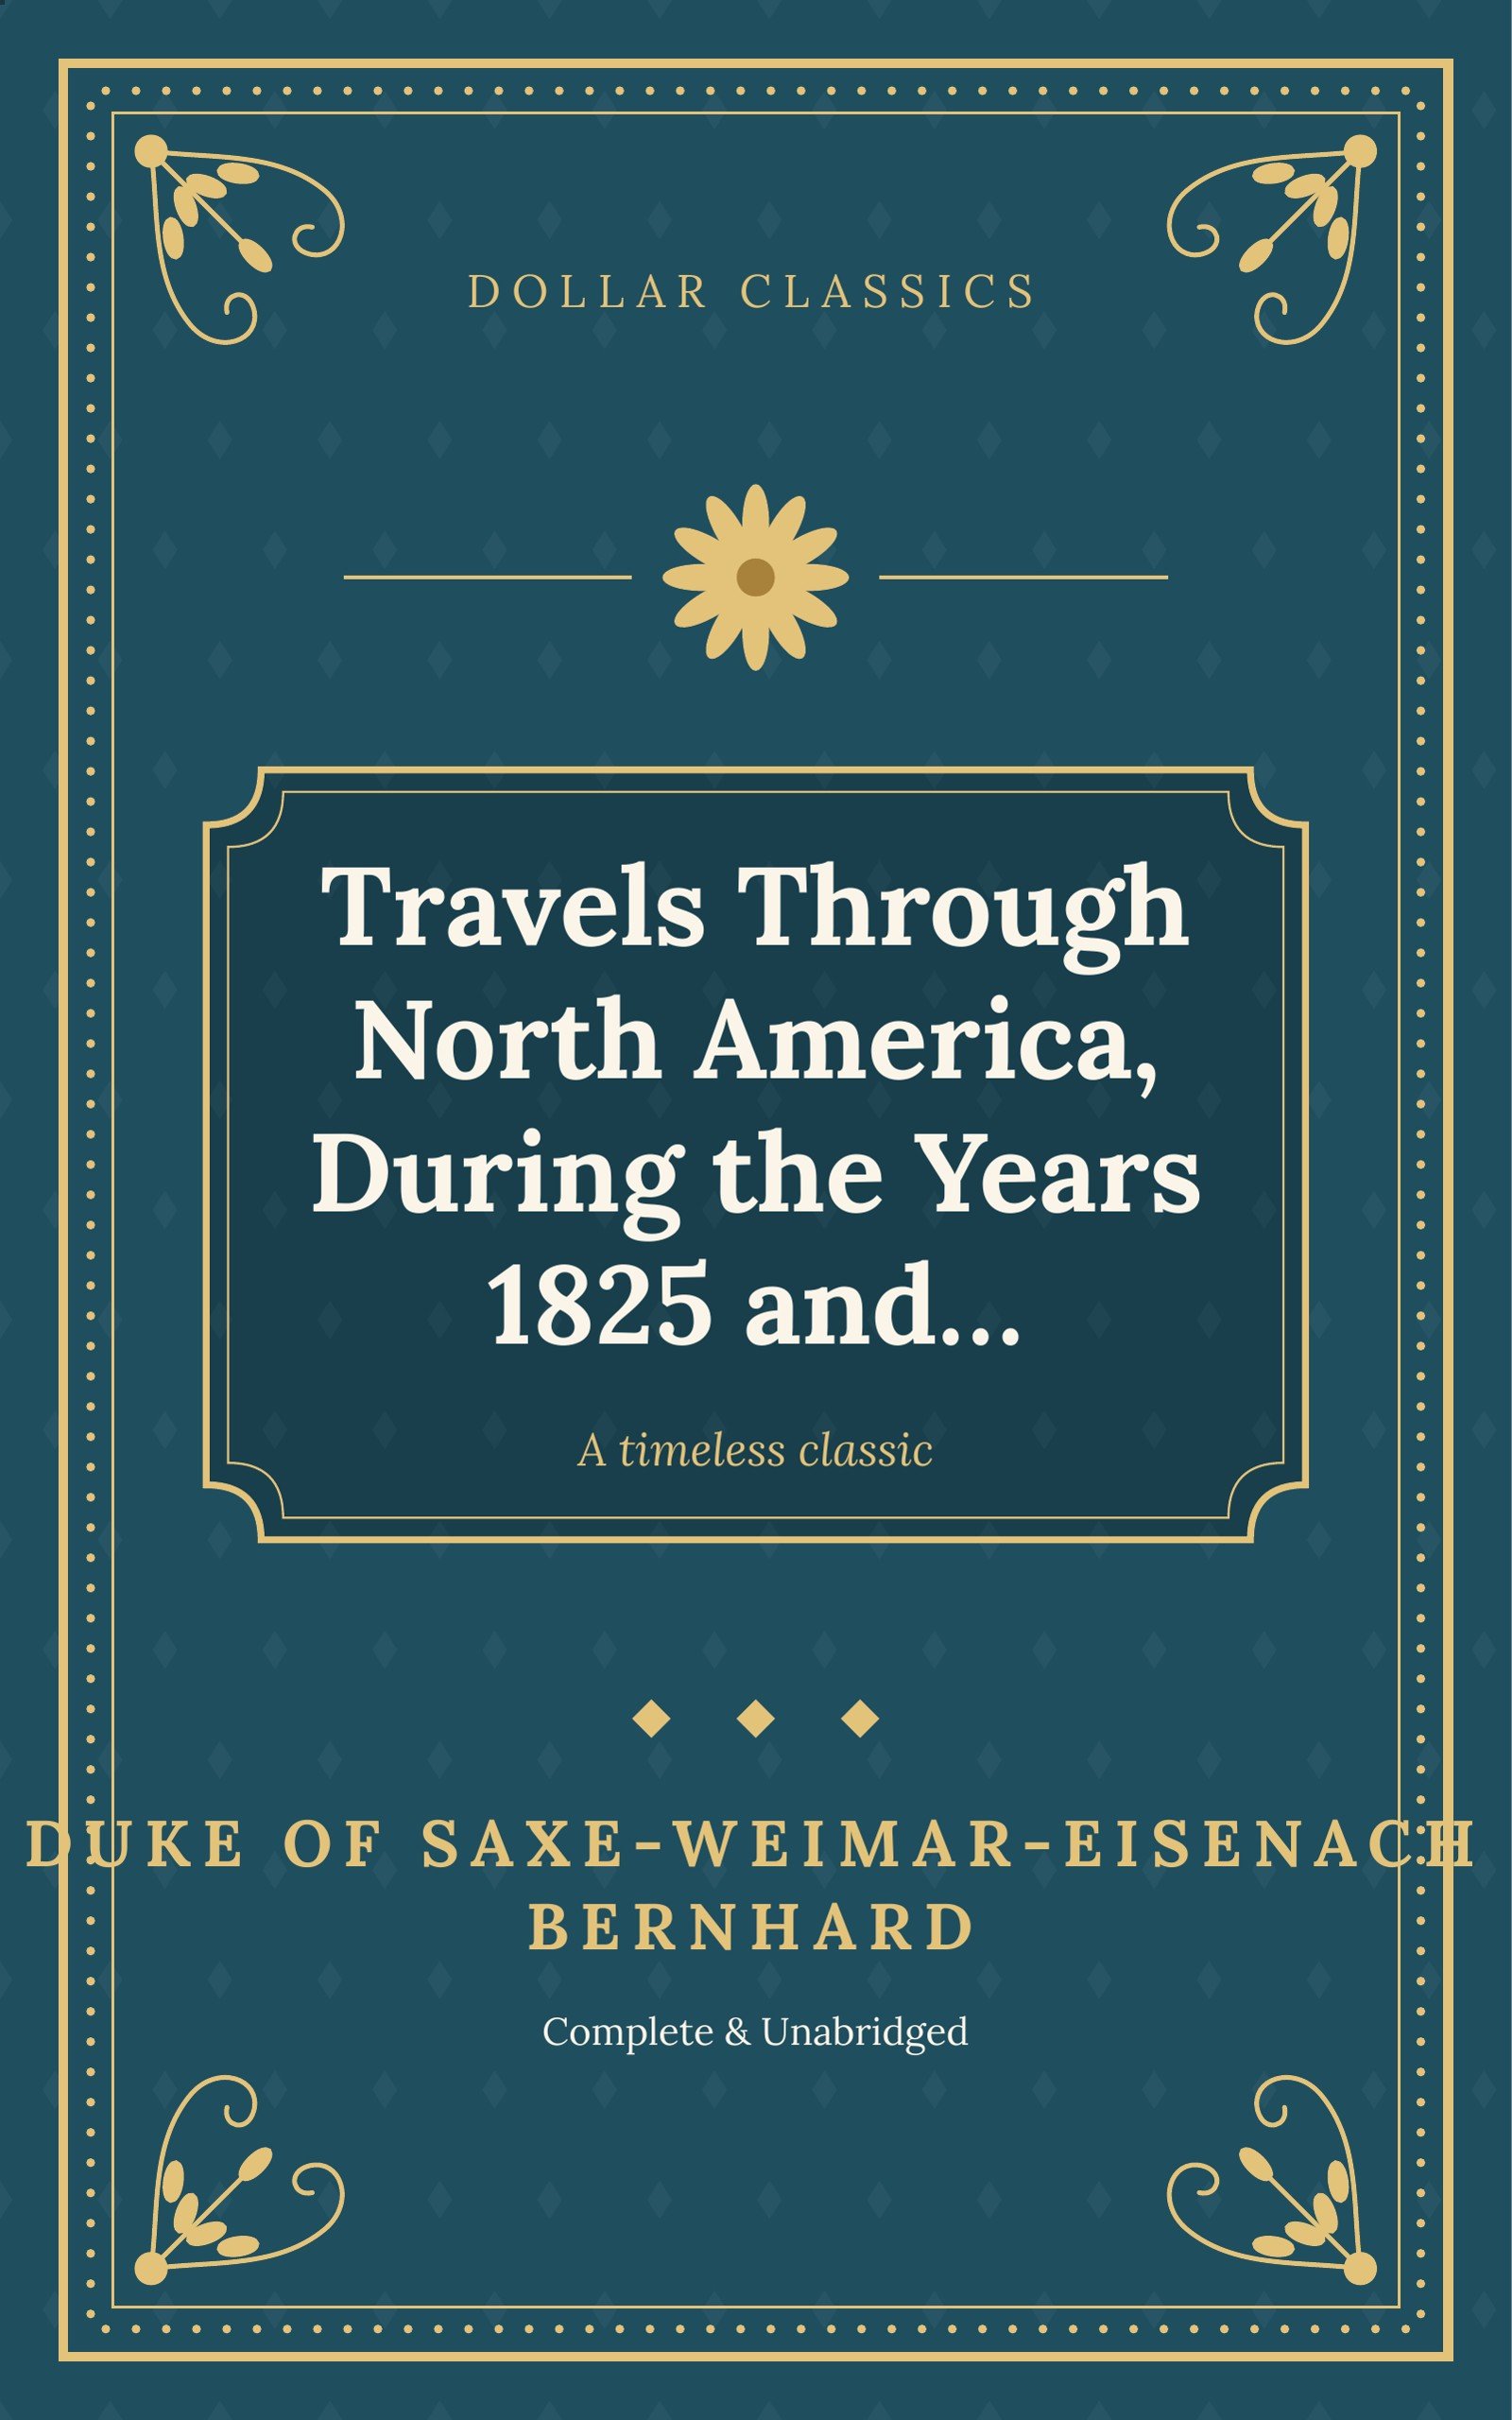 DOLLAR CLASSICS
Travels Through
North America,
During the Years
1825 and...
A timeless classic
DUKE OF SAXE-WEIMAR-EISENACH
BERNHARD
Complete & Unabridged